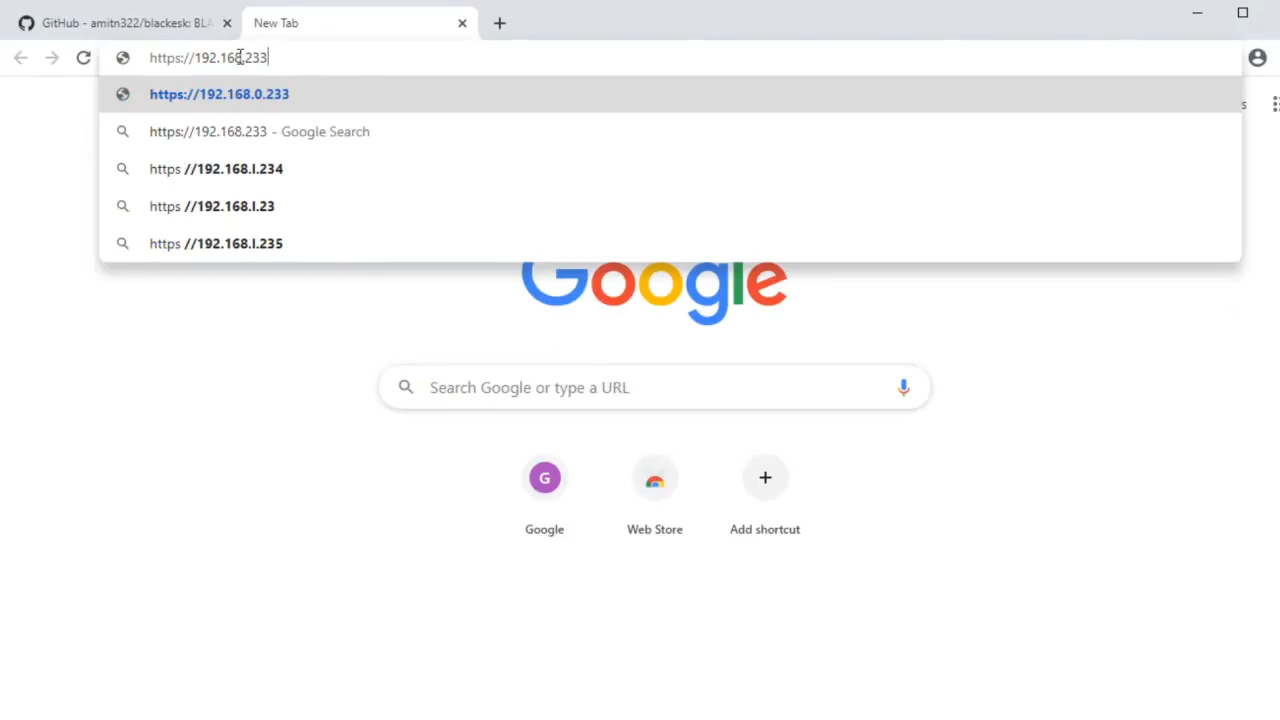 GitHub - amitn322/blackesk: BLA
New Tab
https://192.168.233
https://192.168.0.233
https://192.168.233 - Google Search
https //192.168.l.234
https //192.168.l.23
https //192.168.l.235
s
Google
Search Google or type a URL
G
Google
Web Store
Add shortcut